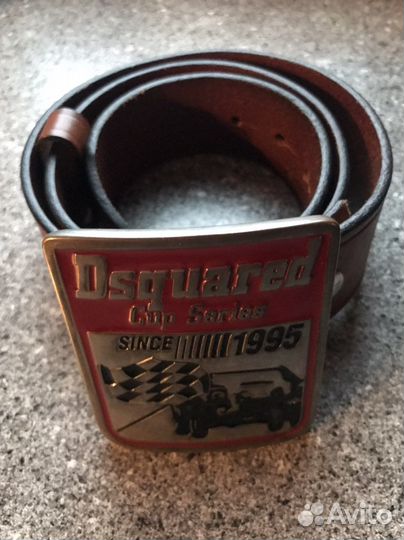 Dsquared
Cup Series
SINCE 1995
Avito